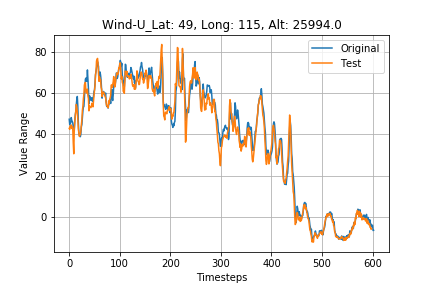 Wind-U_Lat: 49, Long: 115, Alt: 25994.0
Original
Test
Value Range
80
60
40
20
0
0 100 200 300 400 500 600
Timesteps